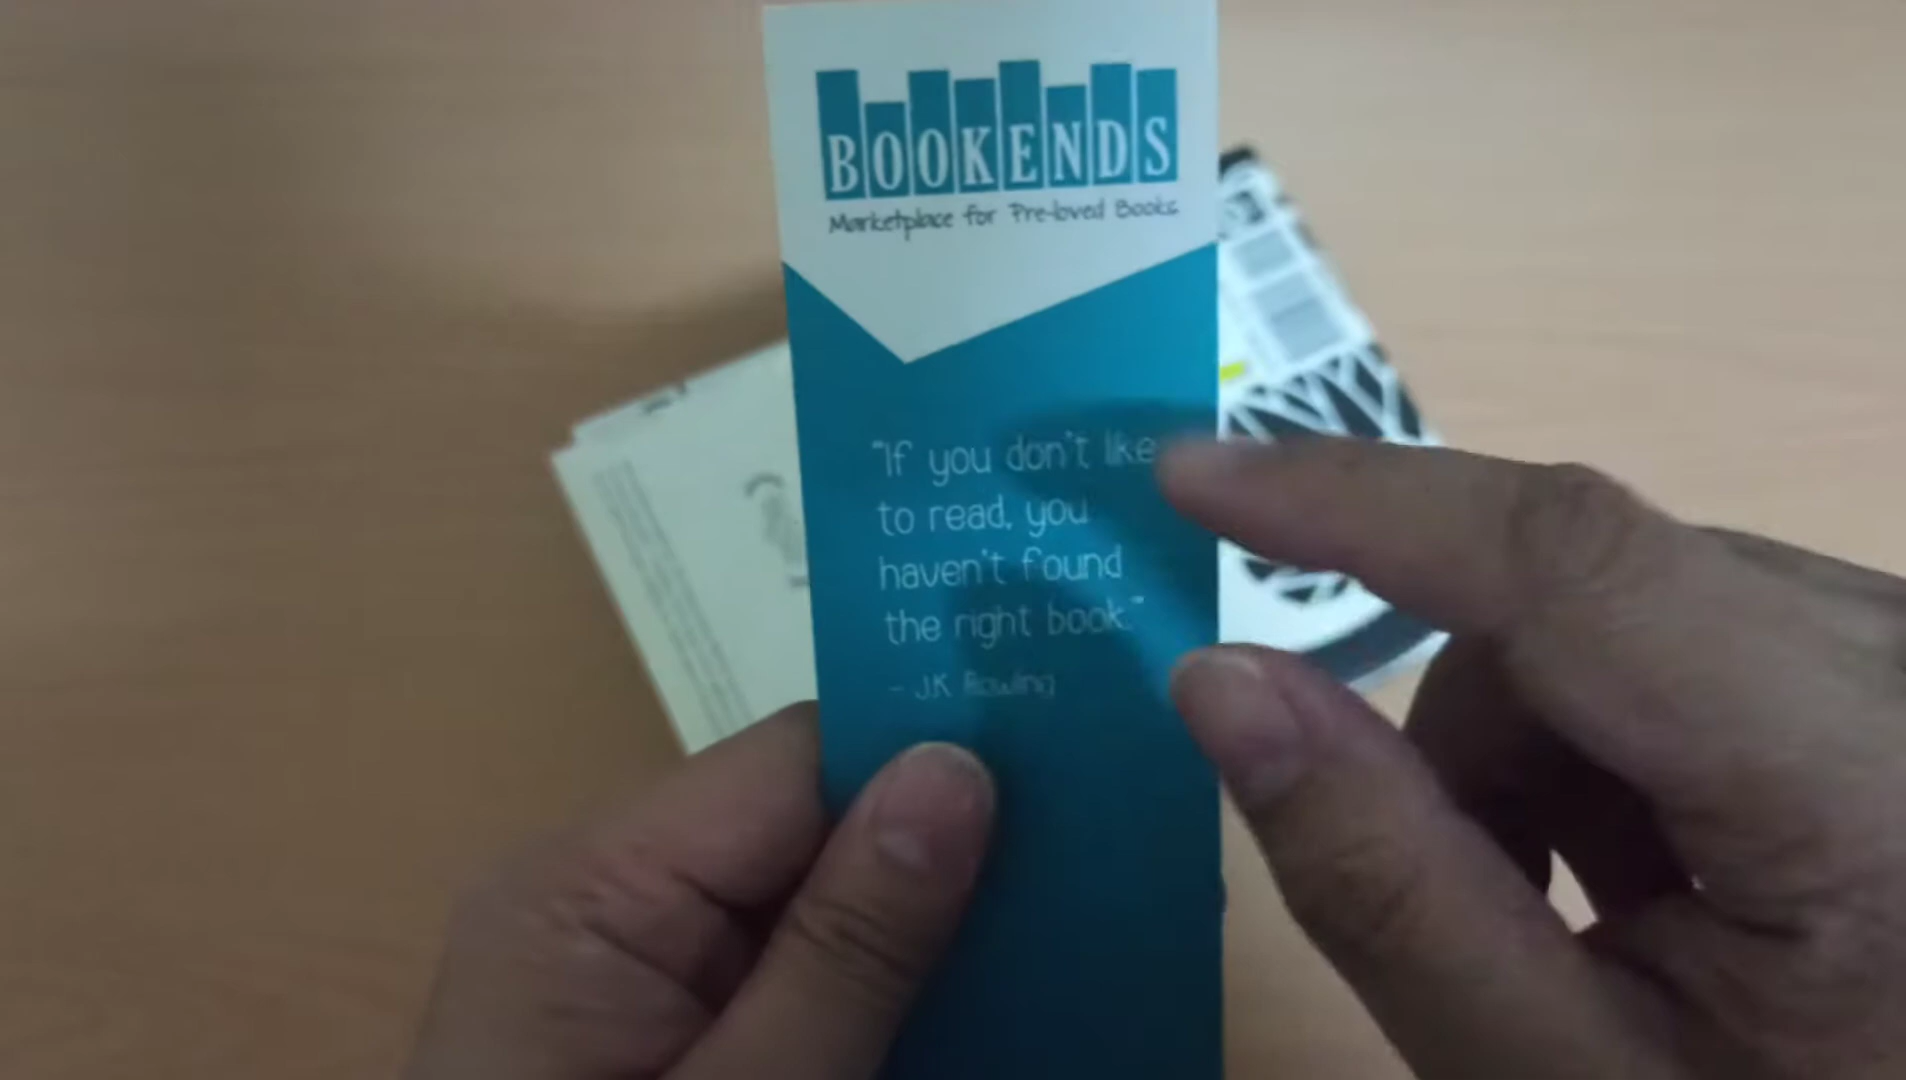 BOOKENDS
Marketplace for Pre-loved Books
"If you don't like
to read, you
haven't found
the right book."
- J.K Rowling